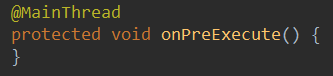 @MainThread
protected void onPreExecute() {
}